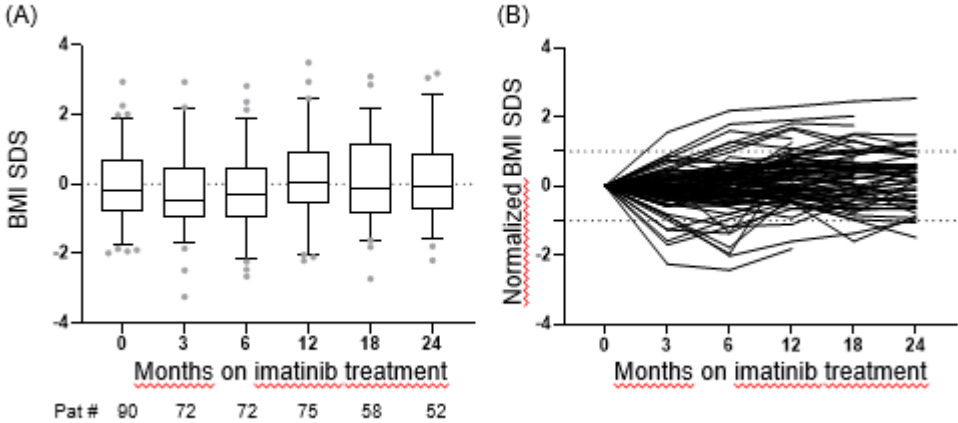 (A)
BMI SDS
4
2
0
-2
-4
0 3 6 12 18 24
Months on imatinib treatment
Pat # 90 72 72 75 58 52
(B)
Normalized BMI SDS
4
2
0
-2
-4
0 3 6 12 18 24
Months on imatinib treatment